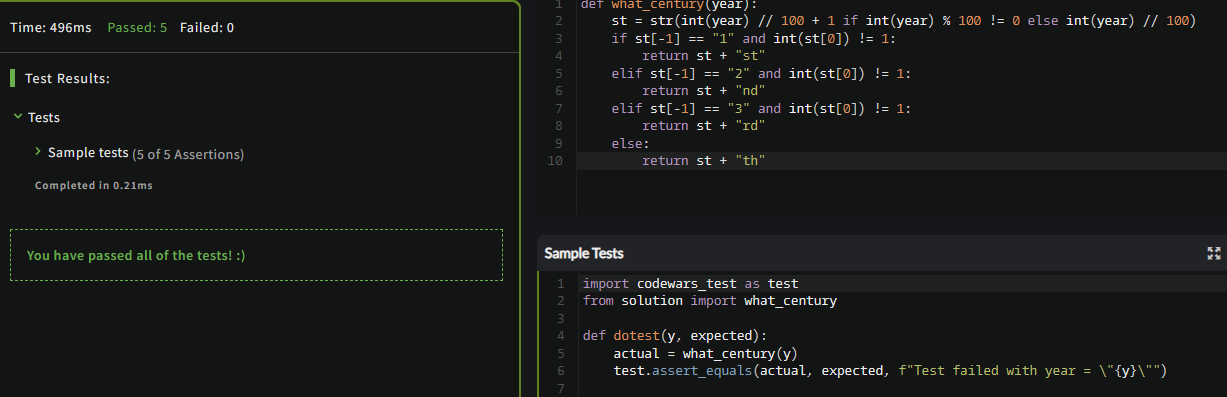 Time: 496ms Passed: 5 Failed: 0
Test Results:
Tests
Sample tests (5 of 5 Assertions)
Completed in 0.21ms
You have passed all of the tests! :)
1 def what_century(year):
2 st = str(int(year) // 100 + 1 if int(year) % 100 != 0 else int(year) // 100)
3 if st[-1] == "1" and int(st[0]) != 1:
4 return st + "st"
5 elif st[-1] == "2" and int(st[0]) != 1:
6 return st + "nd"
7 elif st[-1] == "3" and int(st[0]) != 1:
8 return st + "rd"
9 else:
10 return st + "th"
Sample Tests
1 import codewars_test as test
2 from solution import what_century
3
4 def dotest(y, expected):
5 actual = what_century(y)
6 test.assert_equals(actual, expected, f"Test failed with year = \"{y}\"")
7